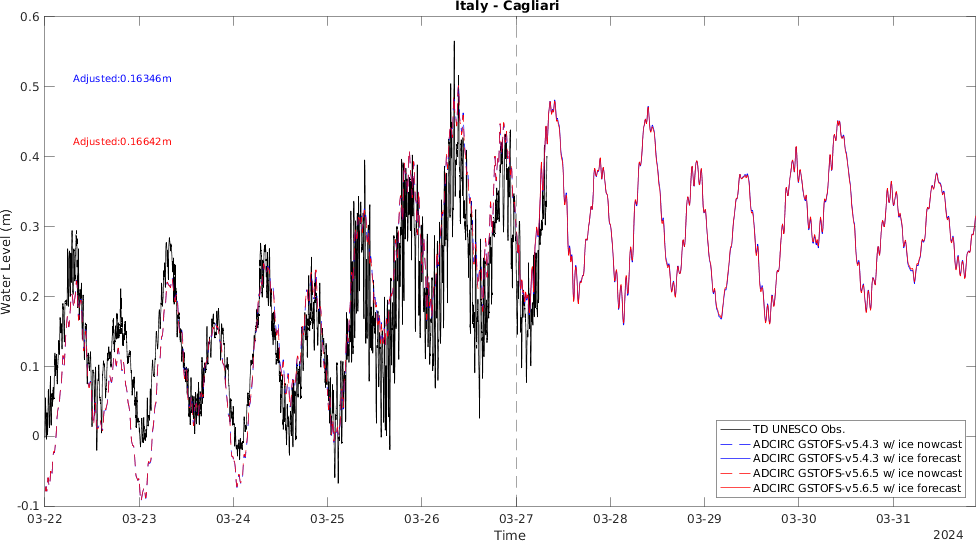 Italy - Cagliari
0.6
0.5
0.4
0.3
0.2
0.1
0
-0.1
Water Level (m)
Adjusted:0.16346m
Adjusted:0.16642m
TD UNESCO Obs.
ADCIRC GSTOFS-v5.4.3 w/ ice nowcast
ADCIRC GSTOFS-v5.4.3 w/ ice forecast
ADCIRC GSTOFS-v5.6.5 w/ ice nowcast
ADCIRC GSTOFS-v5.6.5 w/ ice forecast
03-22 03-23 03-24 03-25 03-26 03-27 03-28 03-29 03-30 03-31
Time
2024